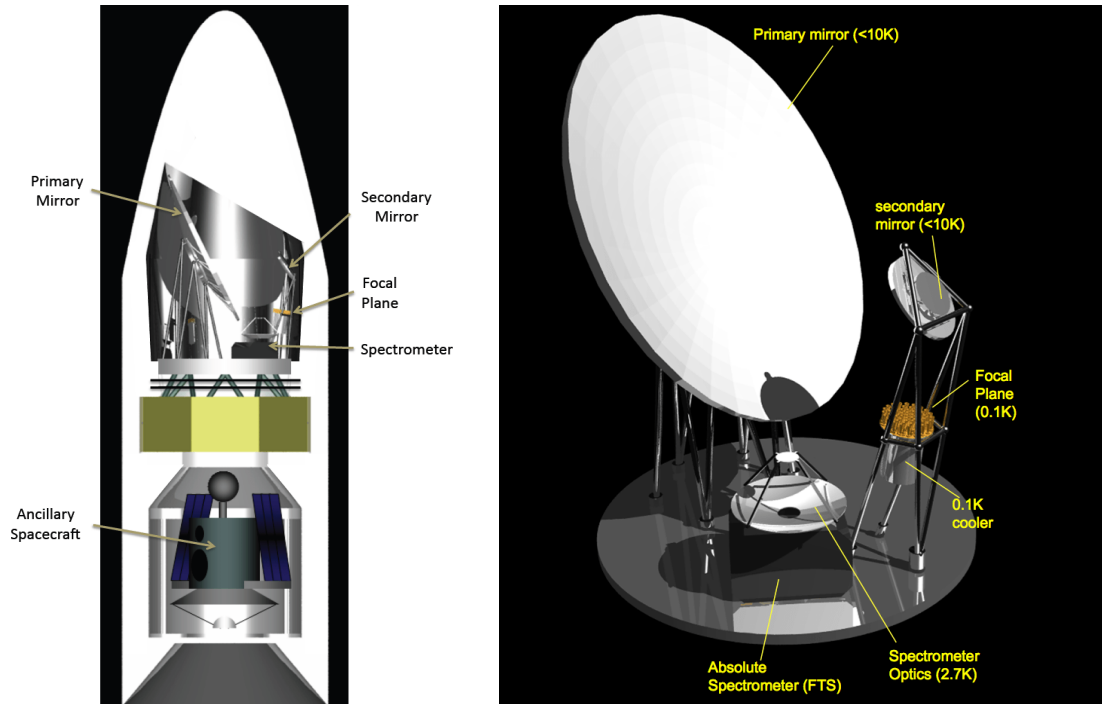 Primary
Mirror
Secondary
Mirror
Focal
Plane
Spectrometer
Ancillary
Spacecraft
Primary mirror (<10K)
secondary
mirror (<10K)
Focal
Plane
(0.1K)
0.1K
cooler
Spectrometer
Optics (2.7K)
Absolute
Spectrometer (FTS)